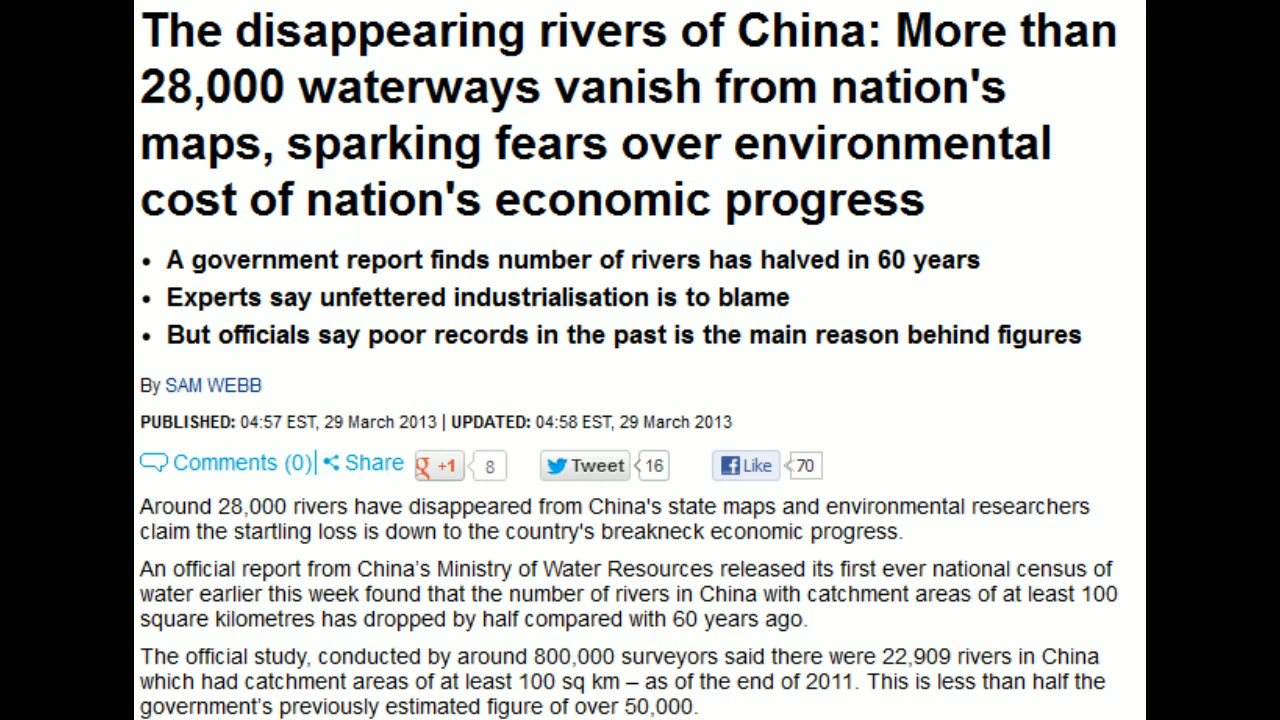 The disappearing rivers of China: More than
28,000 waterways vanish from nation's
maps, sparking fears over environmental
cost of nation's economic progress
• A government report finds number of rivers has halved in 60 years
• Experts say unfettered industrialisation is to blame
• But officials say poor records in the past is the main reason behind figures
By SAM WEBB
PUBLISHED: 04:57 EST, 29 March 2013 | UPDATED: 04:58 EST, 29 March 2013
Comments (0) | Share g +1 8 Tweet 16 f Like 70
Around 28,000 rivers have disappeared from China's state maps and environmental researchers
claim the startling loss is down to the country's breakneck economic progress.
An official report from China’s Ministry of Water Resources released its first ever national census of
water earlier this week found that the number of rivers in China with catchment areas of at least 100
square kilometres has dropped by half compared with 60 years ago.
The official study, conducted by around 800,000 surveyors said there were 22,909 rivers in China
which had catchment areas of at least 100 sq km – as of the end of 2011. This is less than half the
government’s previously estimated figure of over 50,000.